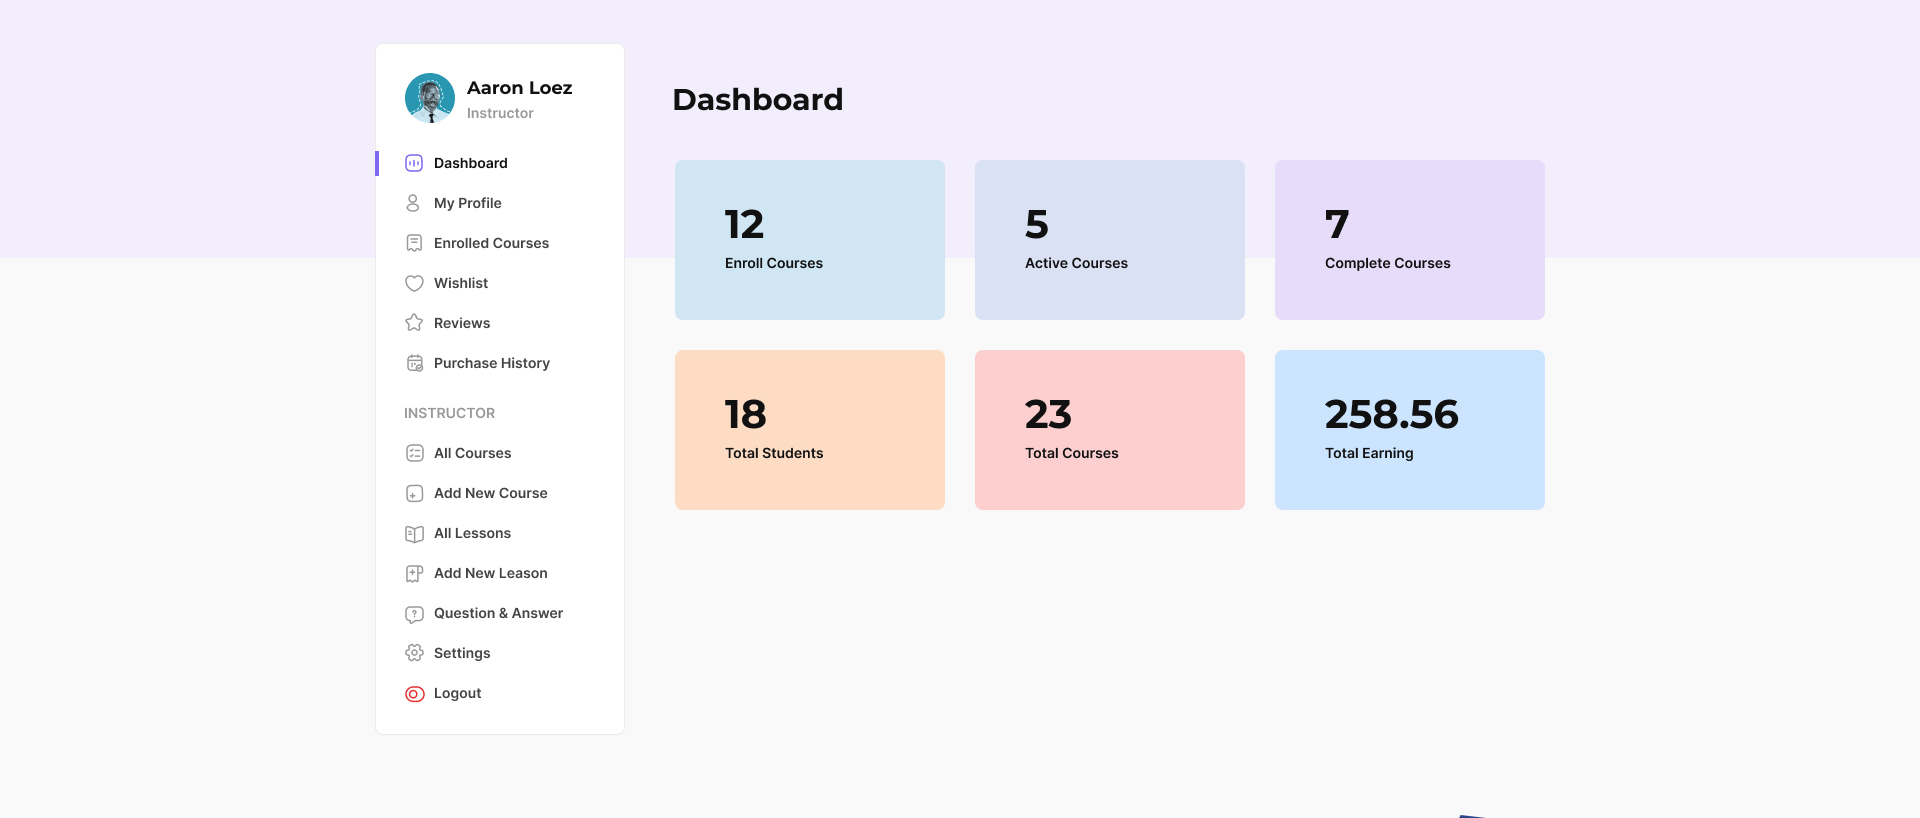 Aaron Loez
Instructor
Dashboard
My Profile
Enrolled Courses
Wishlist
Reviews
Purchase History
INSTRUCTOR
All Courses
Add New Course
All Lessons
Add New Leason
Question & Answer
Settings
Logout
Dashboard
12
Enroll Courses
5
Active Courses
7
Complete Courses
18
Total Students
23
Total Courses
258.56
Total Earning